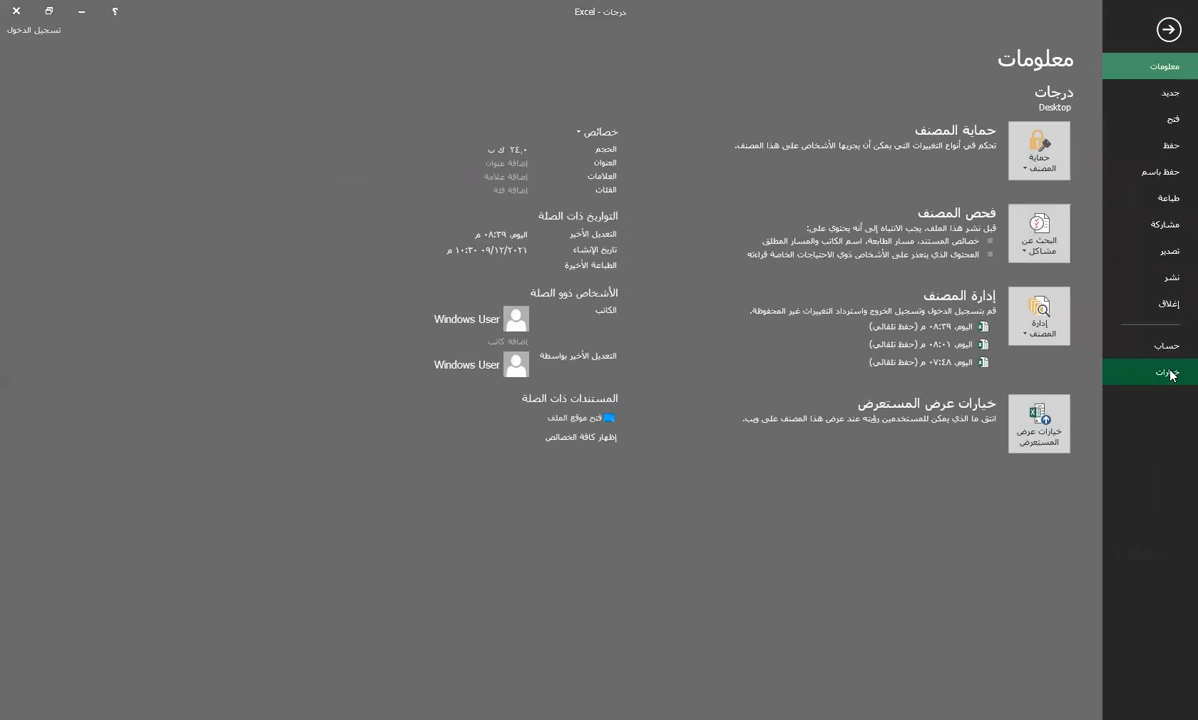 درجات - Excel
?
تسجيل الدخول
معلومات
جديد
فتح
حفظ
حفظ باسم
طباعة
مشاركة
تصدير
نشر
إغلاق
حساب
خيارات
معلومات
درجات
Desktop
حماية المصنف
حماية المصنف
تحكم في أنواع التغييرات التي يمكن أن يجريها الأشخاص على هذا المصنف.
البحث عن مشاكل
فحص المصنف
قبل نشر هذا الملف، يجب الانتباه إلى أنه يحتوي على:
خصائص المستند، مسار الطابعة، اسم الكاتب والمسار المطلق
المحتوى الذي يتعذر على الأشخاص ذوي الاحتياجات الخاصة قراءته
إدارة المصنف
إدارة المصنف
قم بتسجيل الدخول وتسجيل الخروج واسترداد التغييرات غير المحفوظة.
اليوم، ٠٨:٣٩ م (حفظ تلقائي)
اليوم، ٠٨:٠١ م (حفظ تلقائي)
اليوم، ٠٧:٤٨ م (حفظ تلقائي)
خيارات عرض المستعرض
خيارات عرض المستعرض
انتق ما الذي يمكن للمستخدمين رؤيته عند عرض هذا المصنف على ويب.
خصائص
الحجم ٢٤,٠ ك ب
العنوان إضافة عنوان
العلامات إضافة علامة
الفئات إضافة فئة
التواريخ ذات الصلة
التعديل الأخير اليوم، ٠٨:٣٩ م
تاريخ الإنشاء ٠٩/١٢/٢٠٢١ ١٠:٣٠ م
الطباعة الأخيرة
الأشخاص ذوو الصلة
الكاتب Windows User
إضافة كاتب
التعديل الأخير بواسطة Windows User
المستندات ذات الصلة
فتح موقع الملف
إظهار كافة الخصائص